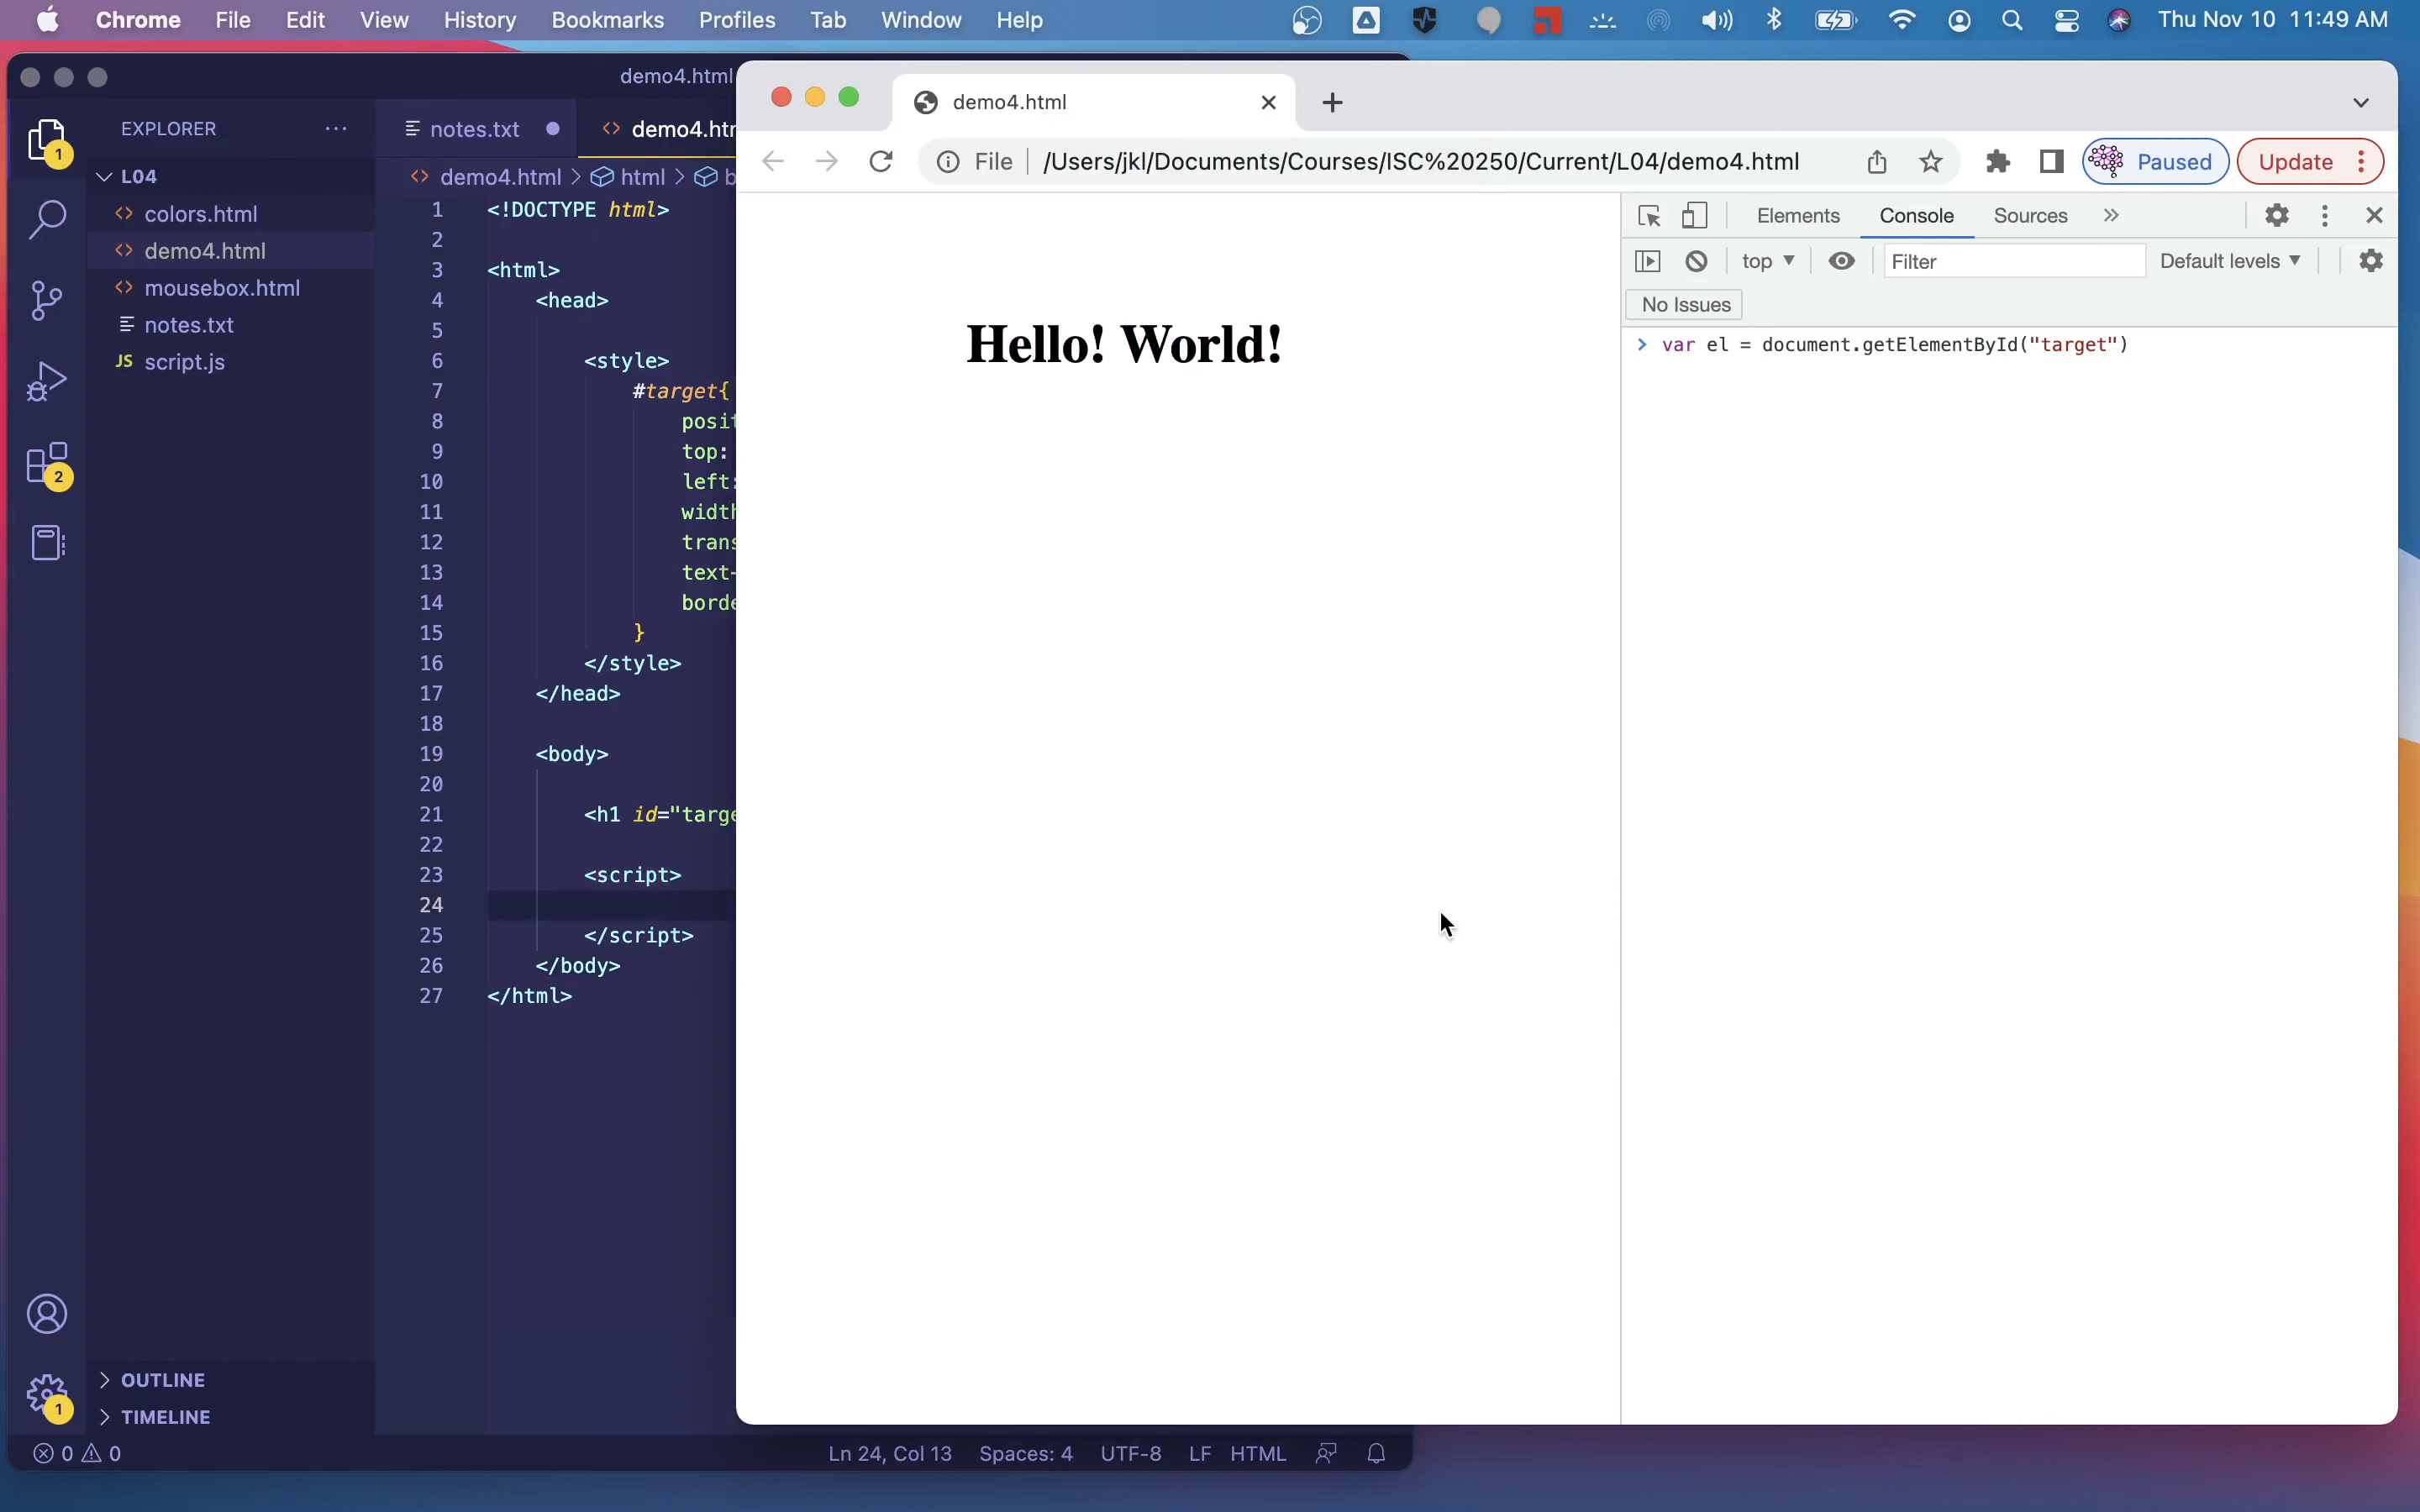 Chrome File Edit View History Bookmarks Profiles Tab Window Help Thu Nov 10 11:49 AM
demo4.html
EXPLORER
1
L04
colors.html
demo4.html
mousebox.html
notes.txt
JS script.js
2
OUTLINE
1
TIMELINE
notes.txt
demo4.htm
demo4.html > html > b
1 <!DOCTYPE html>
2
3 <html>
4 <head>
5
6 <style>
7 #target{
8 posit
9 top:
10 left:
11 width
12 trans
13 text-
14 borde
15 }
16 </style>
17 </head>
18
19 <body>
20
21 <h1 id="targe
22
23 <script>
24
25 </script>
26 </body>
27 </html>
0 0
Ln 24, Col 13 Spaces: 4 UTF-8 LF HTML
demo4.html
File /Users/jkl/Documents/Courses/ISC%20250/Current/L04/demo4.html
Paused
Update
Hello! World!
Elements Console Sources
top Filter Default levels
No Issues
> var el = document.getElementById("target")